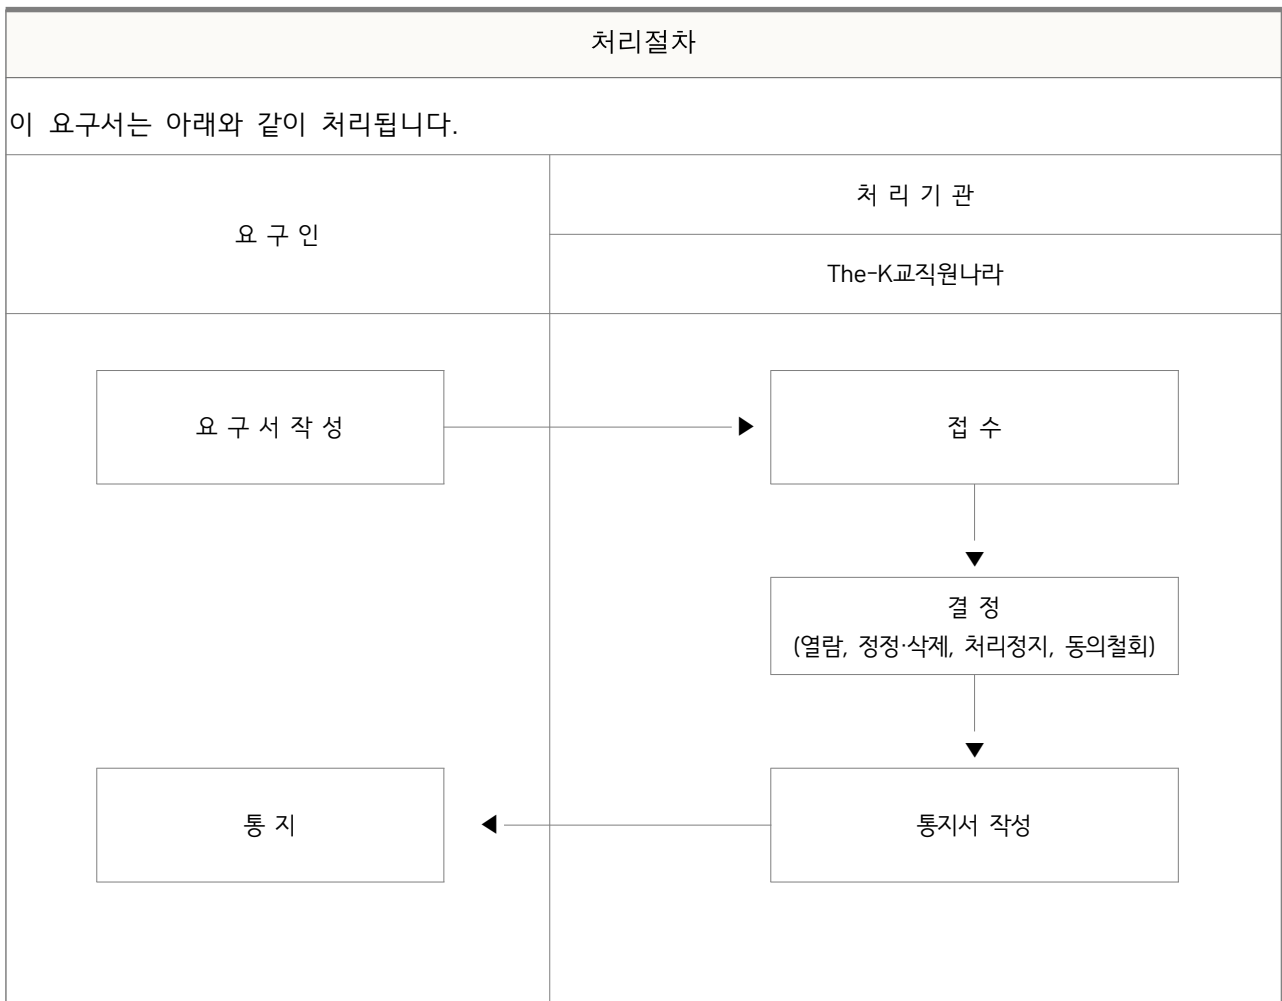 처리절차
이 요구서는 아래와 같이 처리됩니다.
요 구 인
처 리 기 관
The-K교직원나라
요 구 서 작 성
접 수
결 정
(열람, 정정·삭제, 처리정지, 동의철회)
통 지
통지서 작성